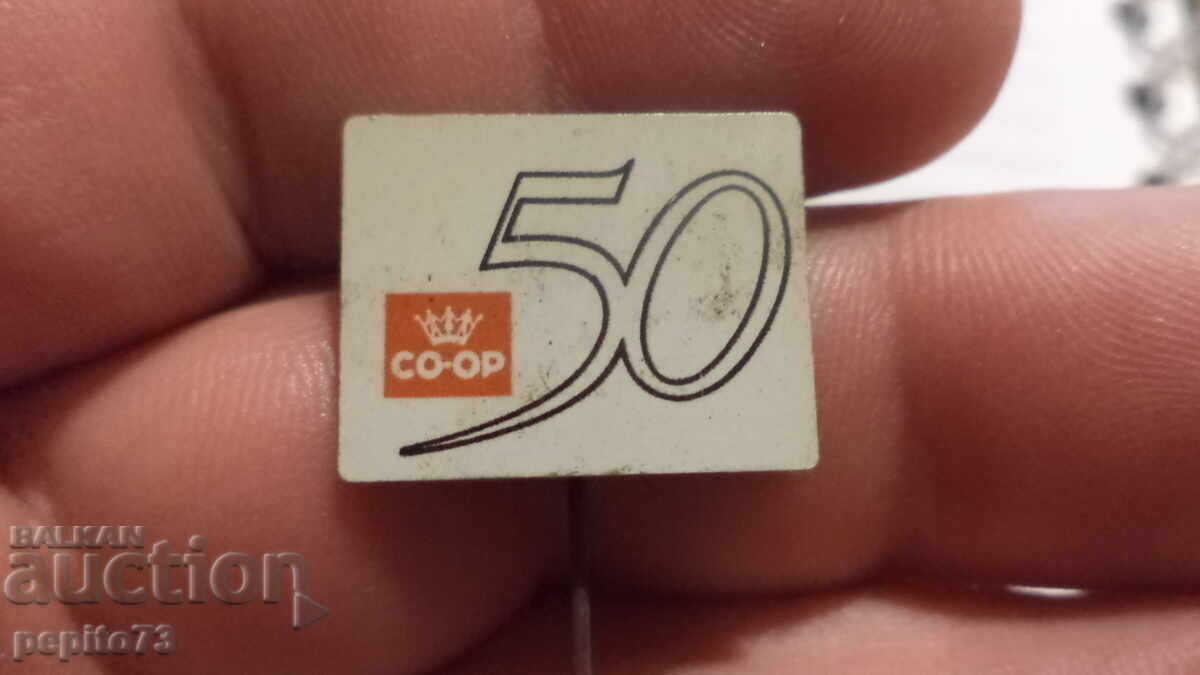 50
CO-OP
BALKAN
auction
pepito73